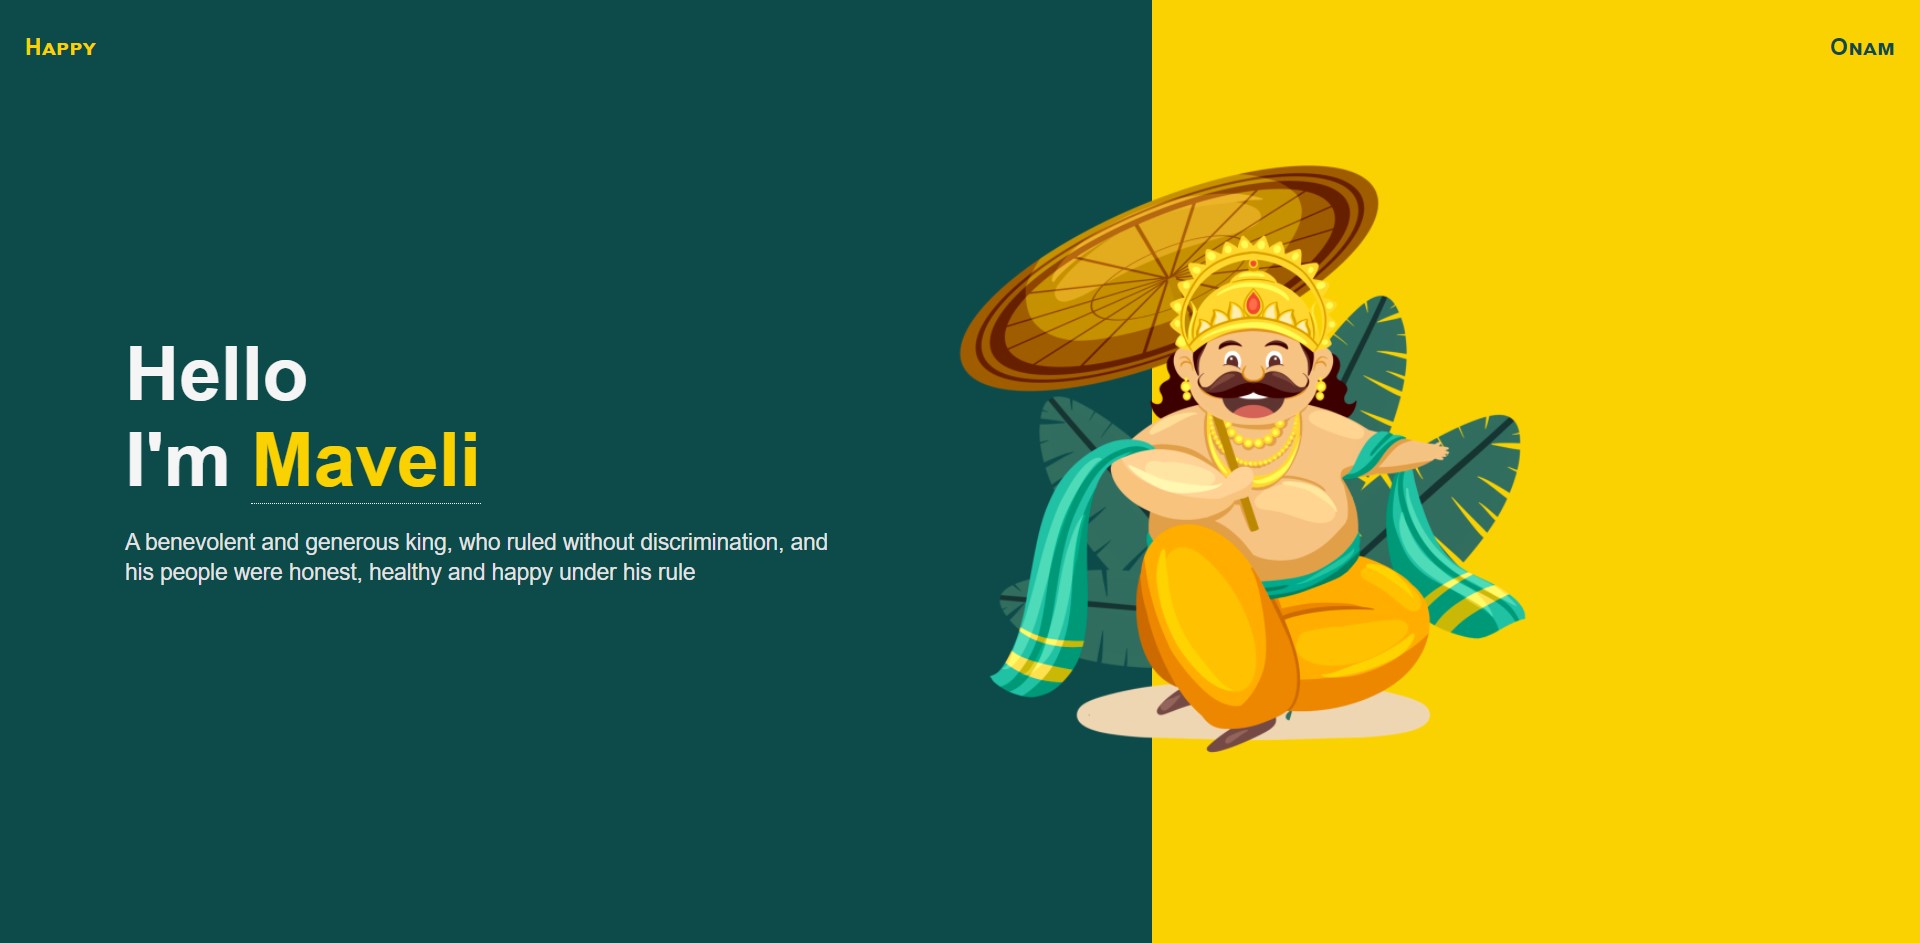 Happy
Onam
Hello
I'm Maveli
A benevolent and generous king, who ruled without discrimination, and
his people were honest, healthy and happy under his rule